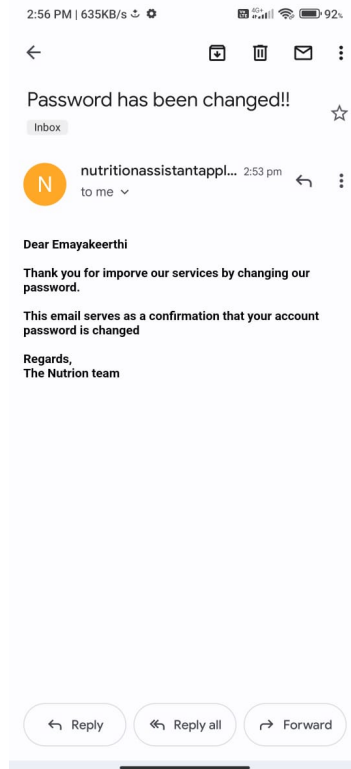 2:56 PM | 635KB/s
4G+
92%
Password has been changed!!
Inbox
N
nutritionassistantappl... 2:53 pm
to me
Dear Emayakeerthi
Thank you for imporve our services by changing our
password.
This email serves as a confirmation that your account
password is changed
Regards,
The Nutrion team
Reply
Reply all
Forward